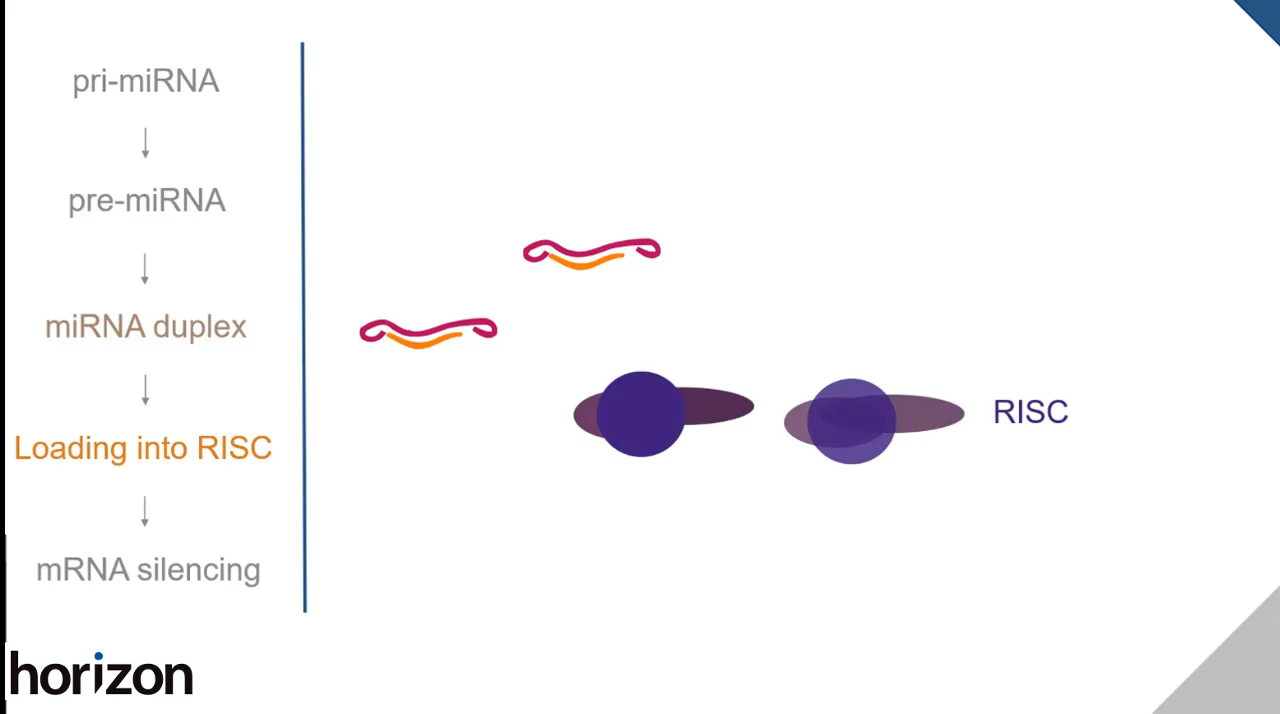 pri-miRNA
pre-miRNA
miRNA duplex
Loading into RISC
mRNA silencing
RISC
horizon